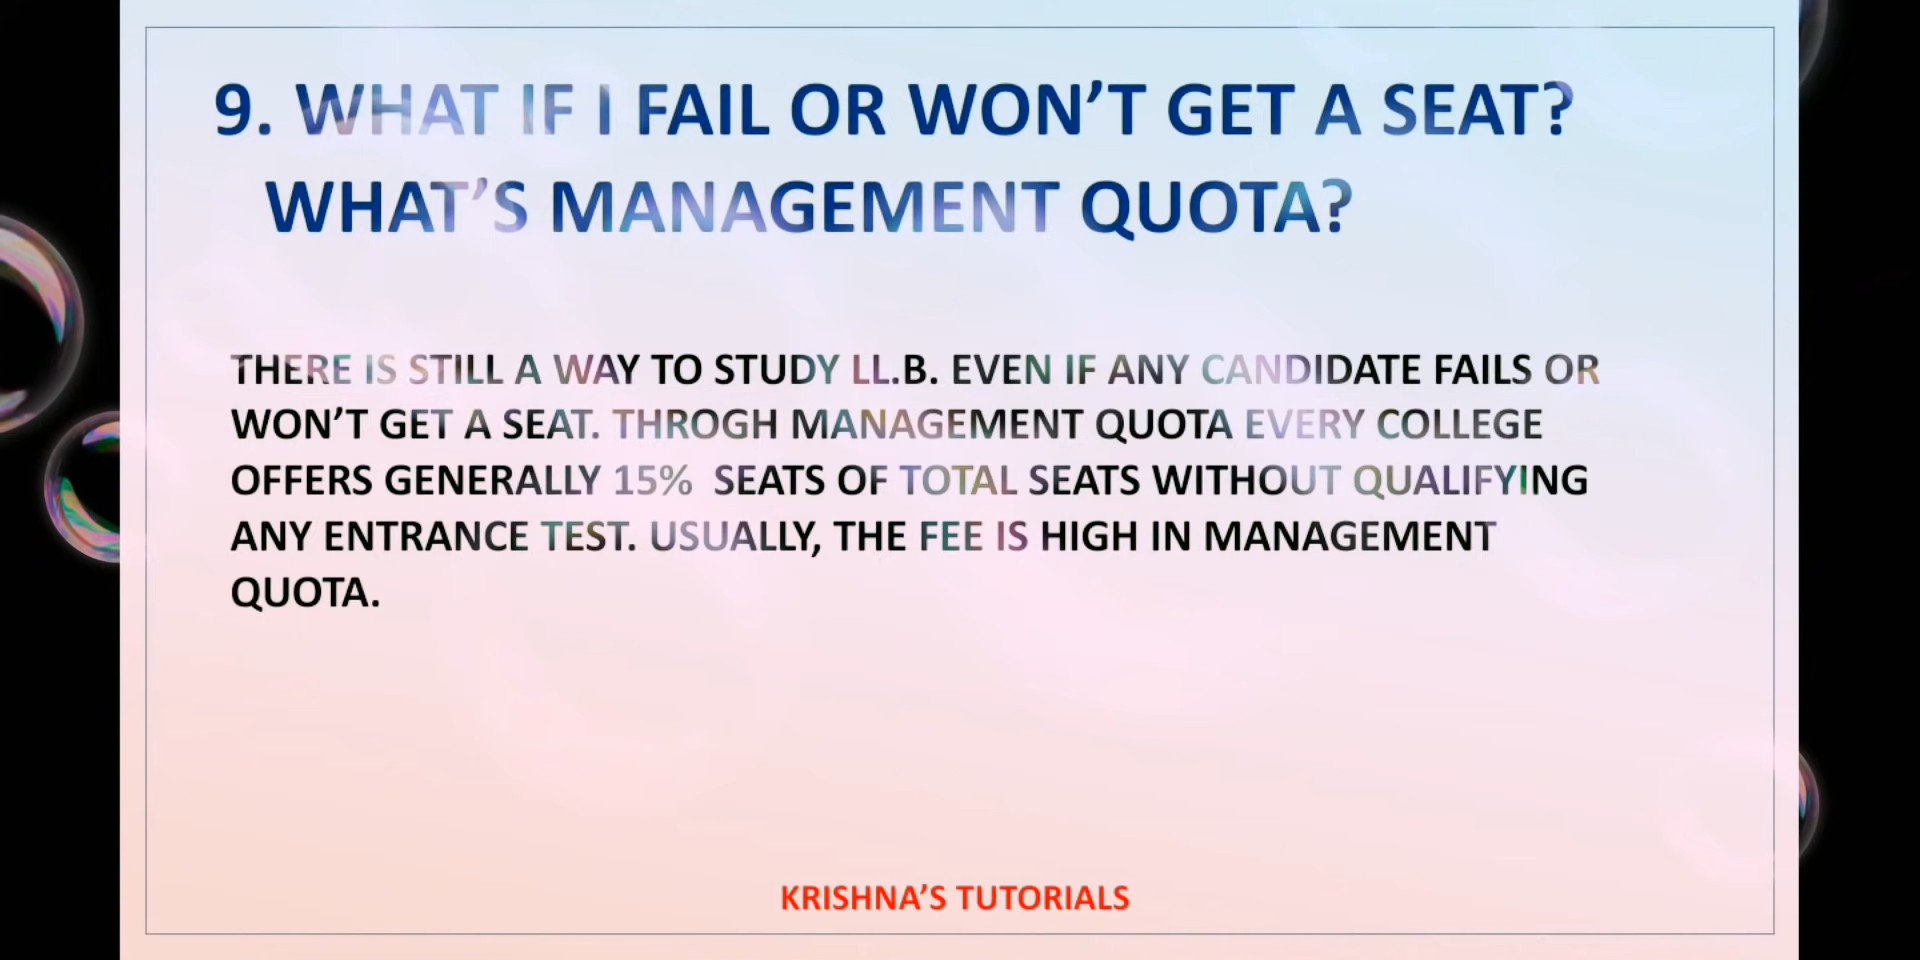 9. WHAT IF I FAIL OR WON’T GET A SEAT?
WHAT’S MANAGEMENT QUOTA?
THERE IS STILL A WAY TO STUDY LL.B. EVEN IF ANY CANDIDATE FAILS OR
WON’T GET A SEAT. THROGH MANAGEMENT QUOTA EVERY COLLEGE
OFFERS GENERALLY 15% SEATS OF TOTAL SEATS WITHOUT QUALIFYING
ANY ENTRANCE TEST. USUALLY, THE FEE IS HIGH IN MANAGEMENT
QUOTA.
KRISHNA’S TUTORIALS